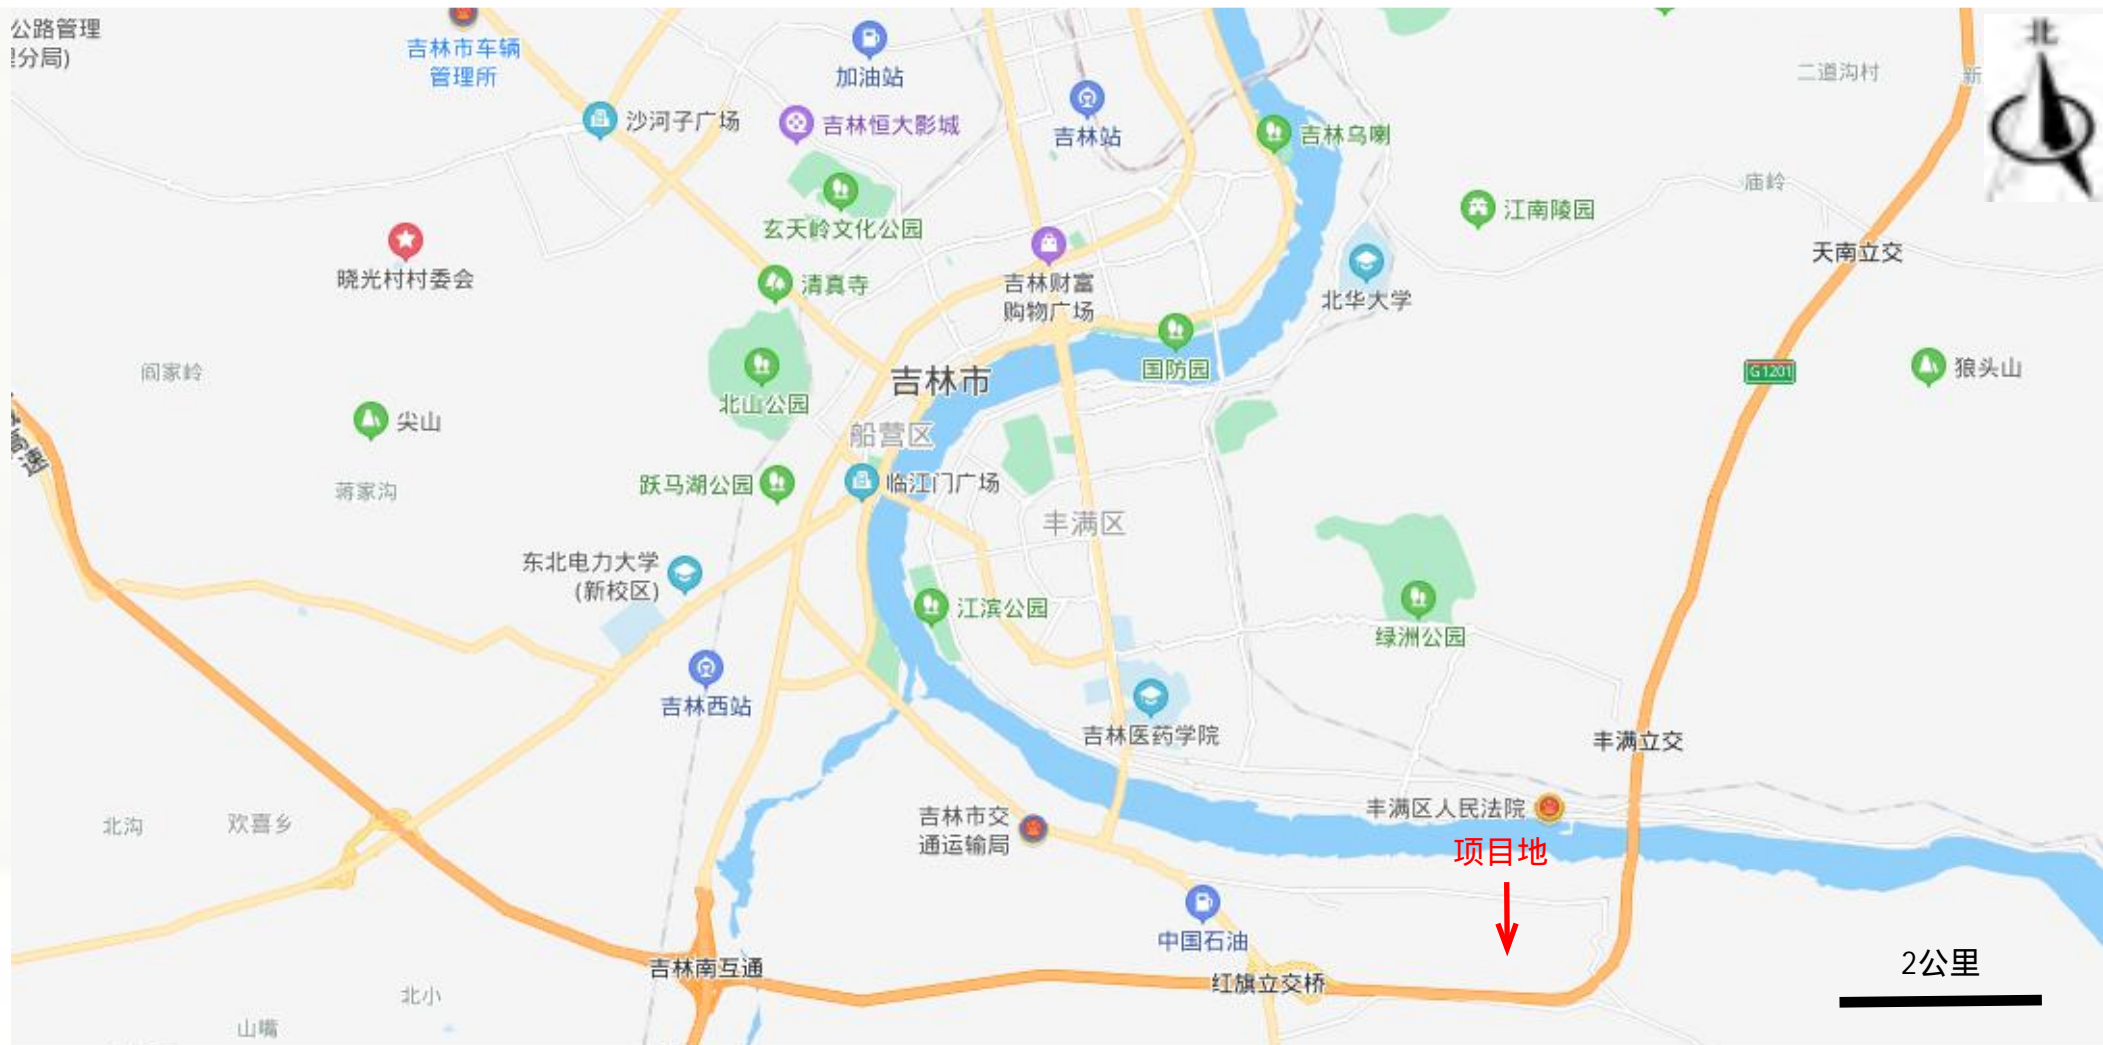 公路管理
分局)
吉林市车辆
管理所
加油站
北
二道沟村
新
沙河子广场
吉林恒大影城
吉林站
吉林乌喇
庙岭
玄天岭文化公园
江南陵园
天南立交
晓光村村委会
清真寺
吉林财富
购物广场
北华大学
阎家岭
北山公园
吉林市
国防园
G1201
狼头山
尖山
船营区
高速
蒋家沟
跃马湖公园
临江门广场
丰满区
东北电力大学
(新校区)
江滨公园
绿洲公园
吉林西站
吉林医药学院
丰满立交
北沟
欢喜乡
吉林市交
通运输局
丰满区人民法院
项目地
中国石油
吉林南互通
红旗立交桥
2公里
北小
山嘴